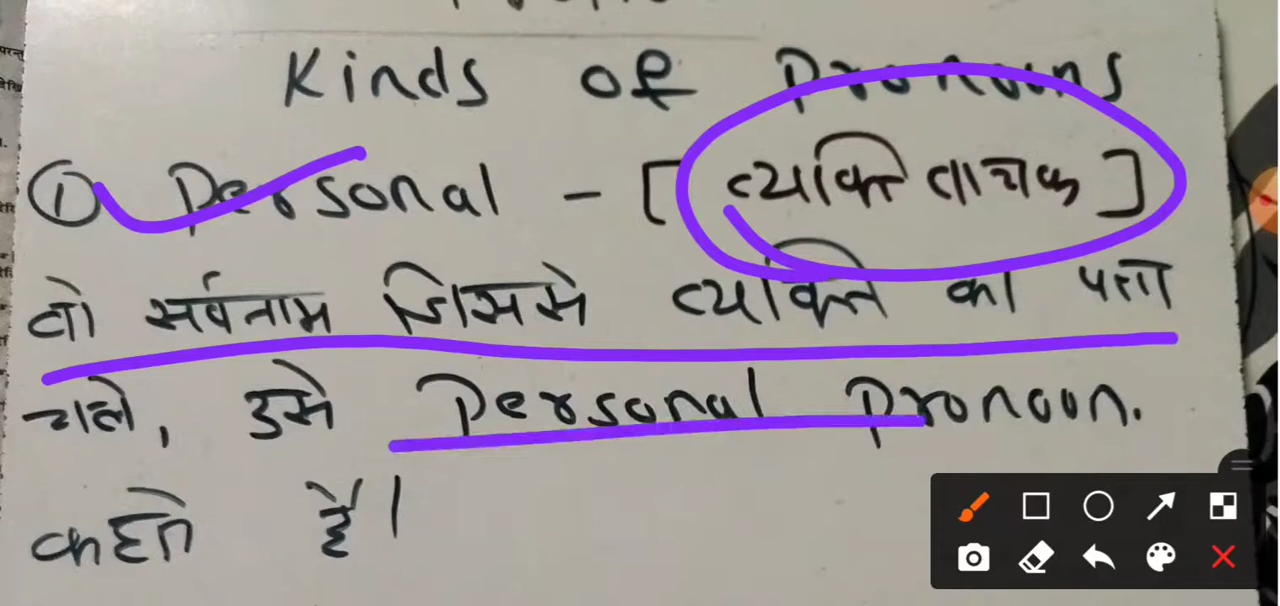 Kinds of Pronouns
① Personal - [व्यक्ति वाचक]
वो सर्वनाम जिससे व्यक्ति का पता
चले, उसे Personal Pronoun.
कहते हैं।